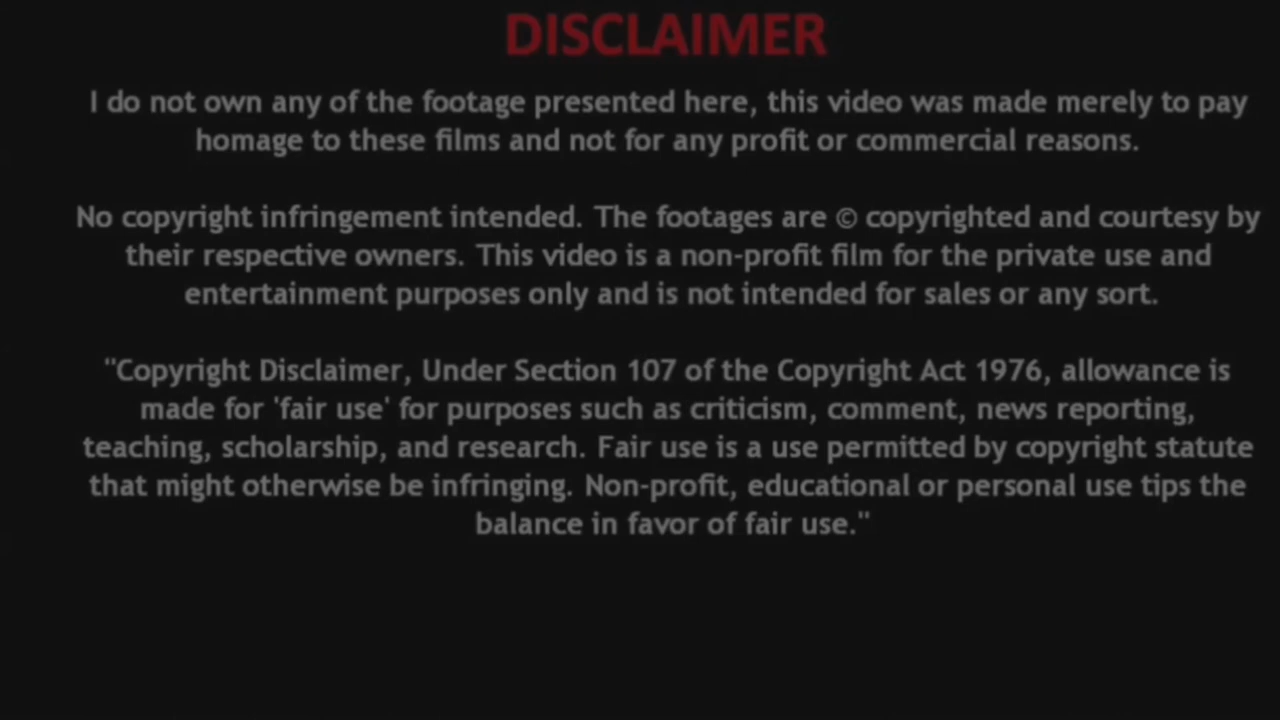 DISCLAIMER
I do not own any of the footage presented here, this video was made merely to pay
homage to these films and not for any profit or commercial reasons.
No copyright infringement intended. The footages are © copyrighted and courtesy by
their respective owners. This video is a non-profit film for the private use and
entertainment purposes only and is not intended for sales or any sort.
"Copyright Disclaimer, Under Section 107 of the Copyright Act 1976, allowance is
made for 'fair use' for purposes such as criticism, comment, news reporting,
teaching, scholarship, and research. Fair use is a use permitted by copyright statute
that might otherwise be infringing. Non-profit, educational or personal use tips the
balance in favor of fair use."